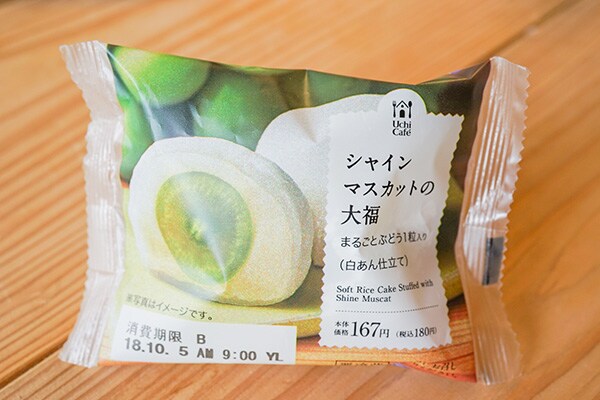 Uchi
Café
シャイン
マスカットの
大福
まるごとぶどう1粒入り
(白あん仕立て)
Soft Rice Cake Stuffed with
Shine Muscat
本体
価格 167円 (税込180円)
※写真はイメージです。
消費期限 B
18.10. 5 AM 9:00 YL